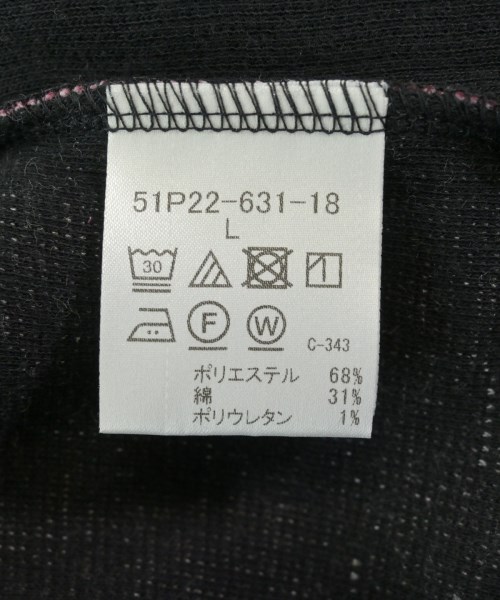 51P22-631-18
L
30
F W C-343
ポリエステル 68%
綿 31%
ポリウレタン 1%